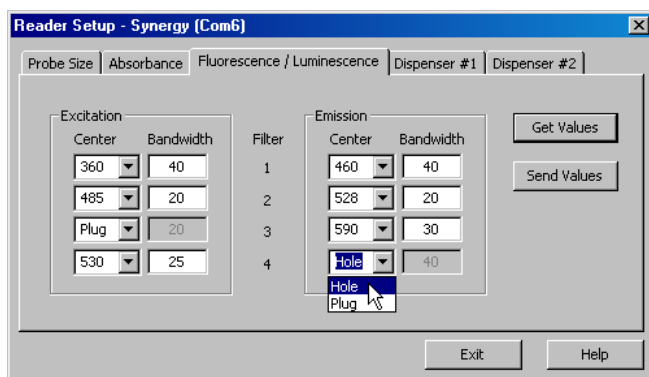 Reader Setup - Synergy (Com6)
Probe Size Absorbance Fluorescence / Luminescence Dispenser #1 Dispenser #2
Excitation Emission
Center Bandwidth Filter Center Bandwidth Get Values
360 40 1 460 40
Send Values
485 20 2 528 20
Plug 20 3 590 30
530 25 4 Hole 40
Hole
Plug
Exit Help